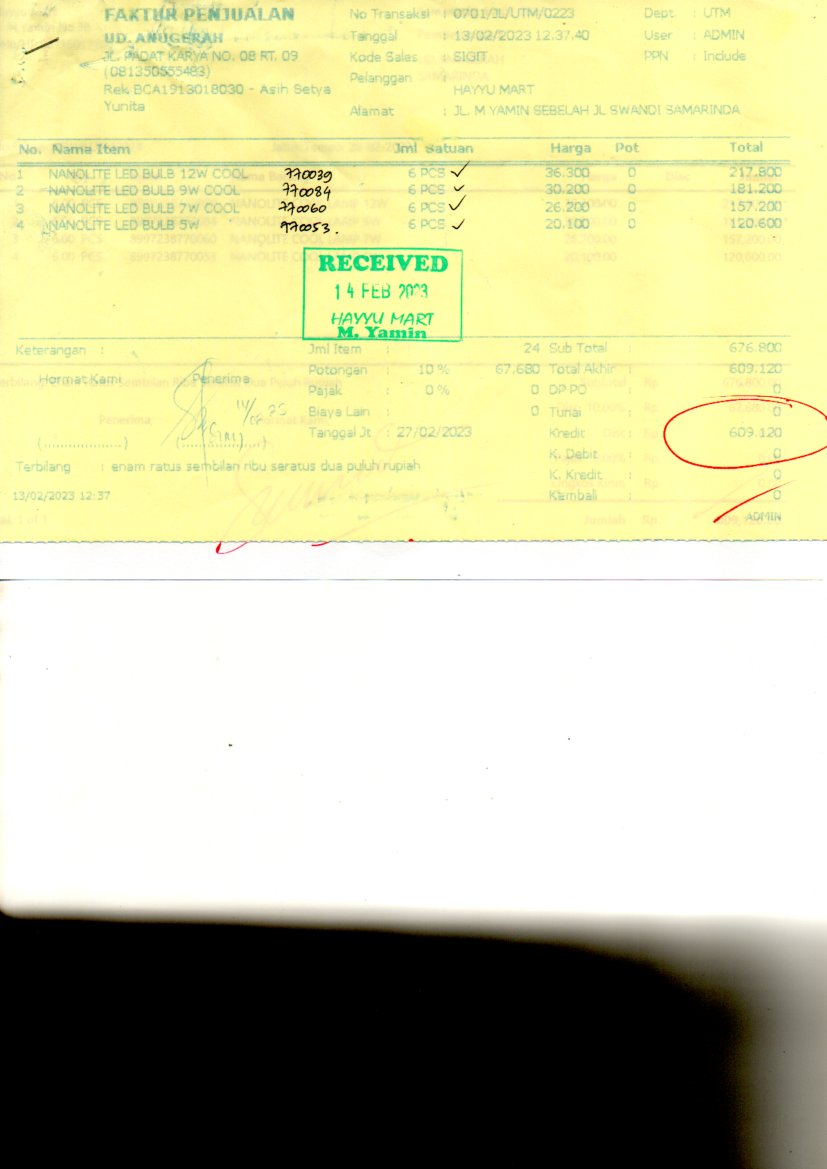 FAKTUR PENJUALAN
UD. ANUGERAH
JL. PADAT KARYA NO. 08 RT. 09
(081350555483)
Rek BCA1913018030 - Asih Setya
Yunita
No Transaksi : 0701/JL/UTM/0223
Tanggal : 13/02/2023 12.37.40
Kode Sales : SIGIT
Pelanggan :
HAYYU MART
Alamat : JL. M YAMIN SEBELAH JL SWANDI SAMARINDA
Dept. : UTM
User : ADMIN
PPN : Include
No. Nama Item Jml Satuan Harga Pot Total
1 NANOLITE LED BULB 12W COOL 770039 6 PCS ✓ 36.300 0 217.800
2 NANOLITE LED BULB 9W COOL 770084 6 PCS ✓ 30.200 0 181.200
3 NANOLITE LED BULB 7W COOL 770060 6 PCS ✓ 26.200 0 157.200
4 NANOLITE LED BULB 5W 970053. 6 PCS ✓ 20.100 0 120.600
RECEIVED
14 FEB 2023
HAYYU MART
M. Yamin
Keterangan :
Hormat Kami Penerima
(..................) (..................)
Jml Item : 24
Potongan : 10 % 67.680
Pajak : 0 % 0
Biaya Lain : 0
Tanggal Jt : 27/02/2023
Sub Total : 676.800
Total Akhir : 609.120
DP PO : 0
Tunai : 0
Kredit : 609.120
K. Debit : 0
K. Kredit : 0
Kembali : 0
Terbilang : enam ratus sembilan ribu seratus dua puluh rupiah
13/02/2023 12:37
ADMIN